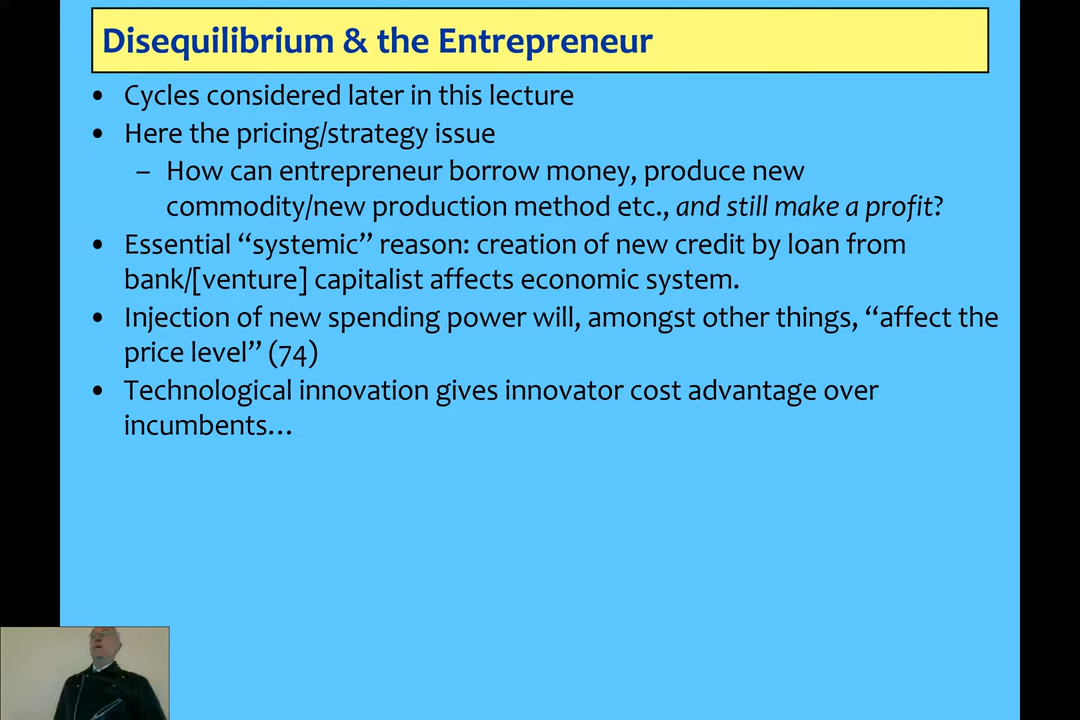 Disequilibrium & the Entrepreneur
• Cycles considered later in this lecture
• Here the pricing/strategy issue
– How can entrepreneur borrow money, produce new
commodity/new production method etc., and still make a profit?
• Essential “systemic” reason: creation of new credit by loan from
bank/[venture] capitalist affects economic system.
• Injection of new spending power will, amongst other things, “affect the
price level” (74)
• Technological innovation gives innovator cost advantage over
incumbents…